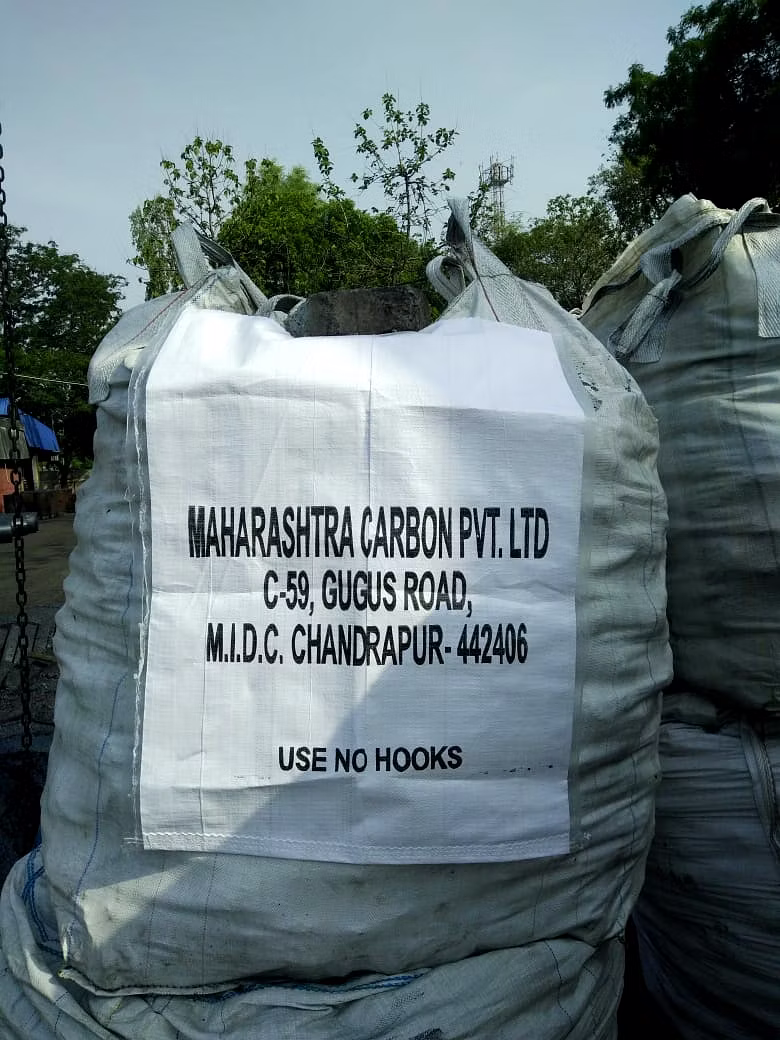 MAHARASHTRA CARBON PVT. LTD
C-59, GUGUS ROAD,
M.I.D.C. CHANDRAPUR- 442406
USE NO HOOKS